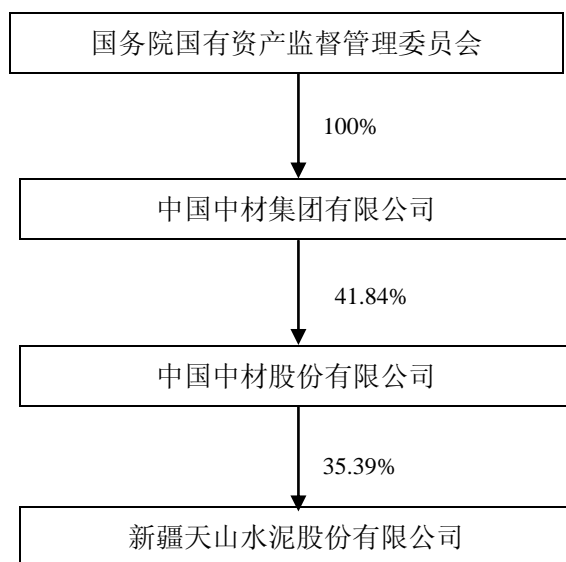 国务院国有资产监督管理委员会
100%
中国中材集团有限公司
41.84%
中国中材股份有限公司
35.39%
新疆天山水泥股份有限公司